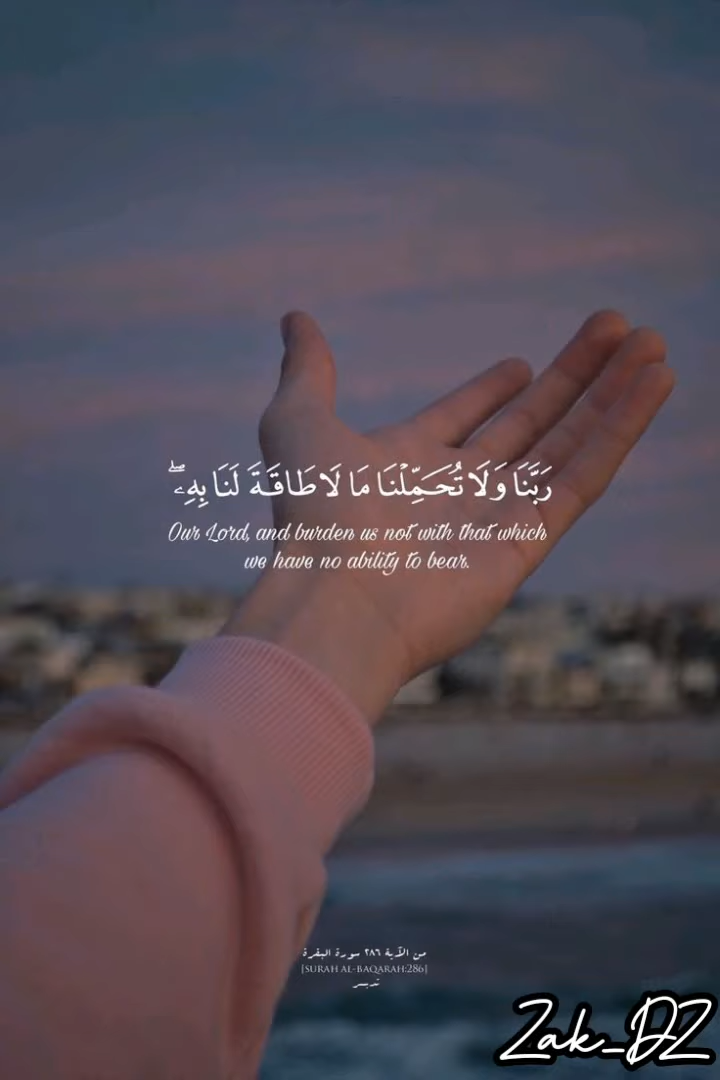 رَبَّنَا وَلَا تُحَمِّلْنَا مَا لَا طَاقَةَ لَنَا بِهِۦۖ
Our Lord, and burden us not with that which
we have no ability to bear.
من الآية ٢٨٦ سورة البقرة
[SURAH AL-BAQARAH:286]
Zak_DZ